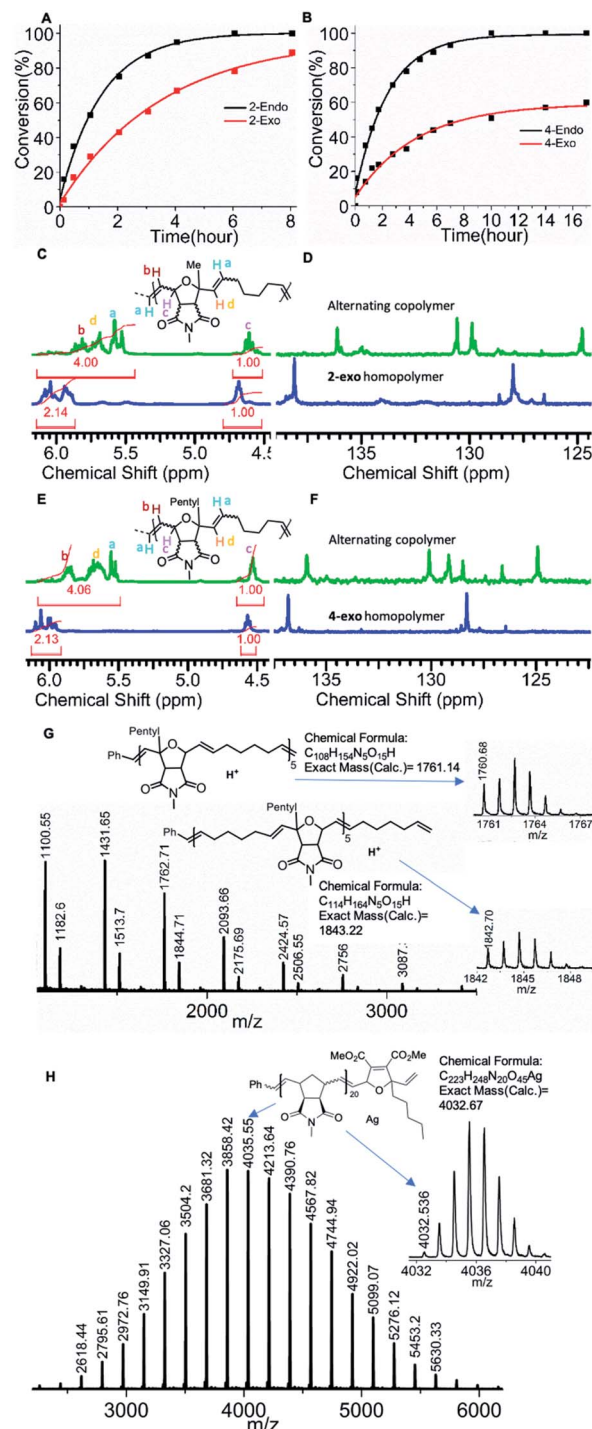 A
B
Conversion(%)
100
80
60
40
20
0
2-Endo
2-Exo
0 2 4 6 8
Time(hour)
Conversion(%)
100
80
60
40
20
0
4-Endo
4-Exo
0 2 4 6 8 10 12 14 16
Time(hour)
C
D
Me
H a
b H
a H
c
H d
O N O
b d a
c
4.00
1.00
2.14
1.00
6.0 5.5 5.0 4.5
Chemical Shift (ppm)
Alternating copolymer
2-exo homopolymer
135 130 125
Chemical Shift (ppm)
E
F
Pentyl
H a
b H
a H
c
H d
O N O
b d a
c
4.06
1.00
2.13
1.00
6.0 5.5 5.0 4.5
Chemical Shift (ppm)
Alternating copolymer
4-exo homopolymer
135 130 125
Chemical Shift (ppm)
G
Pentyl
Ph
O
5
O N O
H+
Chemical Formula:
C108H154N5O15H
Exact Mass(Calc.)= 1761.14
1760.68
1761 1764 1767
m/z
Pentyl
Ph
O
5
O N O
H+
Chemical Formula:
C114H164N5O15H
Exact Mass(Calc.)=
1843.22
1842.70
1842 1845 1848
m/z
1100.55
1182.6
1431.65
1513.7
1762.71
1844.71
2093.66
2175.69
2424.57
2506.55
2756
3087
2000 3000
m/z
H
MeO2C CO2Me
Ph
20
O
O N O
Ag
Chemical Formula:
C223H248N20O45Ag
Exact Mass(Calc.)=
4032.67
4032.536
4032 4036 4040
m/z
2618.44
2795.61
2972.76
3149.91
3327.06
3504.2
3681.32
3858.42
4035.55
4213.64
4390.76
4567.82
4744.94
4922.02
5099.07
5276.12
5453.2
5630.33
3000 4000 5000 6000
m/z